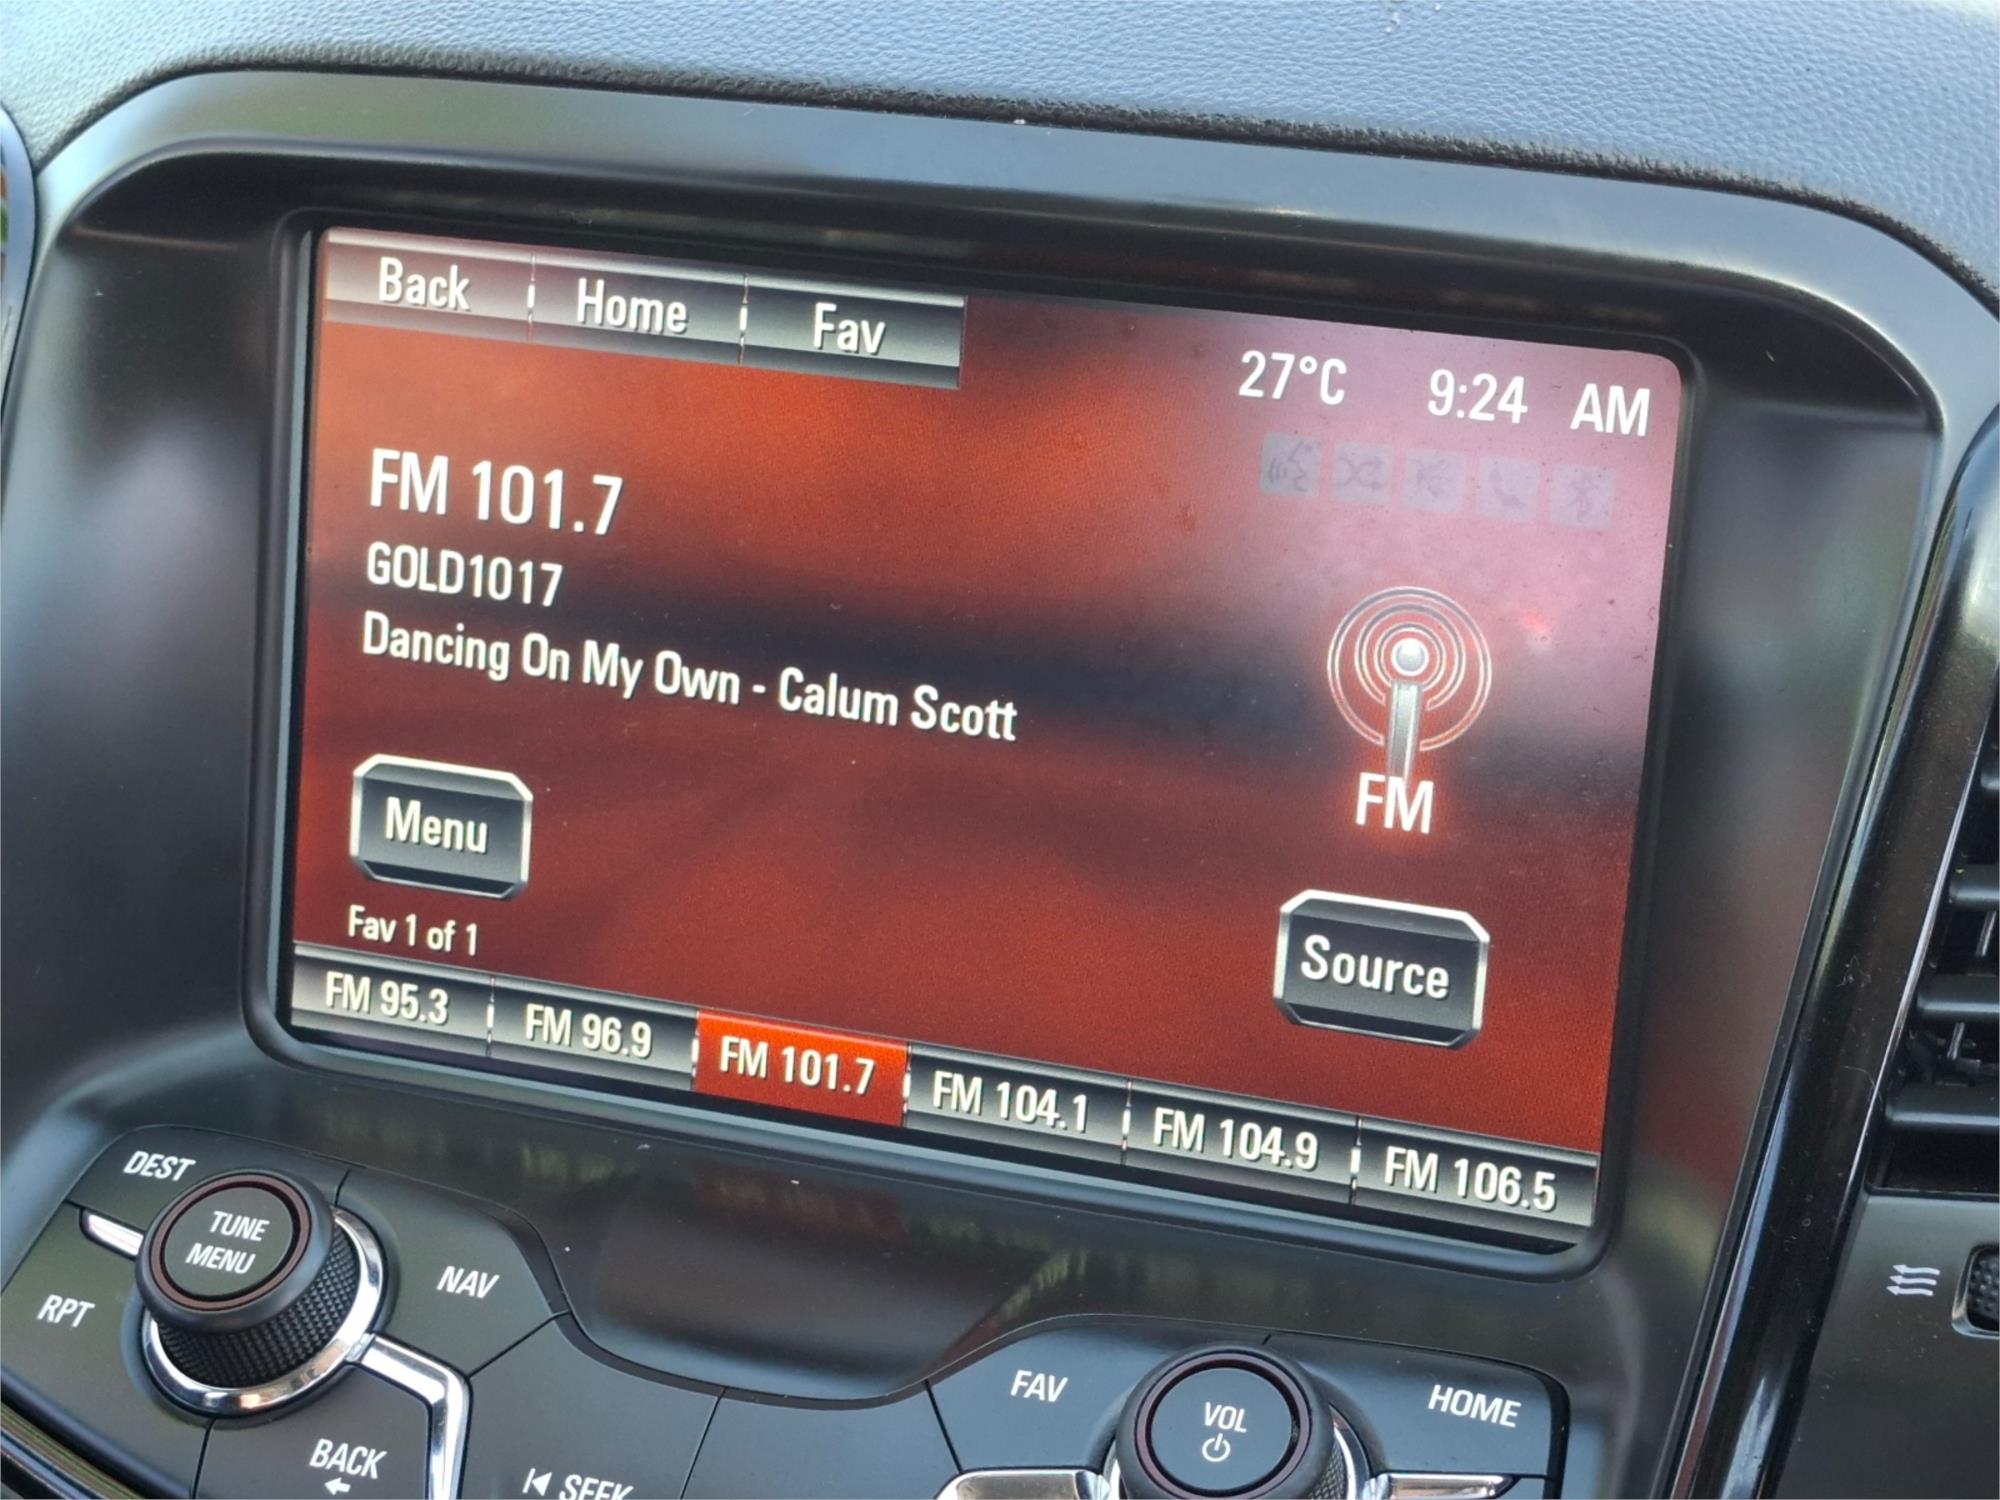 Back Home Fav
27°C 9:24 AM
FM 101.7
GOLD1017
Dancing On My Own - Calum Scott
FM
Menu
Source
Fav 1 of 1
FM 95.3 FM 96.9 FM 101.7 FM 104.1 FM 104.9 FM 106.5
DEST
TUNE
MENU
NAV
RPT
BACK
SEEK
FAV
VOL
HOME